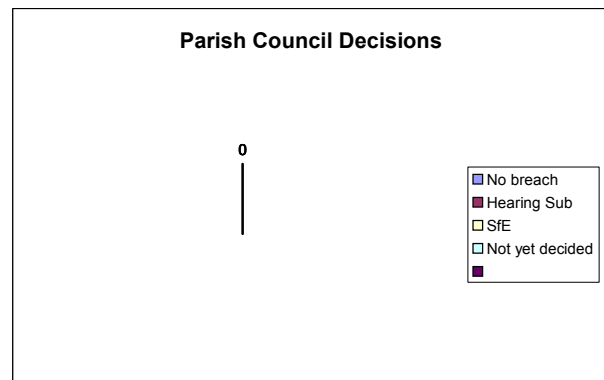 Parish Council Decisions
0
No breach
Hearing Sub
SfE
Not yet decided